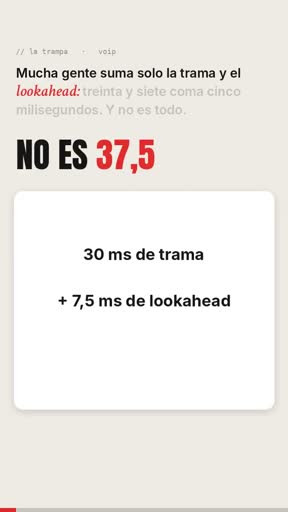 // la trampa · voip
Mucha gente suma solo la trama y el
lookahead: treinta y siete coma cinco
milisegundos. Y no es todo.
NO ES 37,5
30 ms de trama
+ 7,5 ms de lookahead